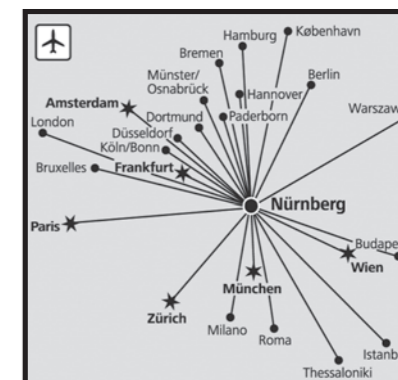 København
Hamburg
Bremen
Berlin
Münster/
Osnabrück
Hannover
Amsterdam
Warszaw
London
Dortmund
Paderborn
Düsseldorf
Köln/Bonn
Bruxelles
Frankfurt
Nürnberg
Paris
Budape
Wien
München
Zürich
Milano
Roma
Istanb
Thessaloniki